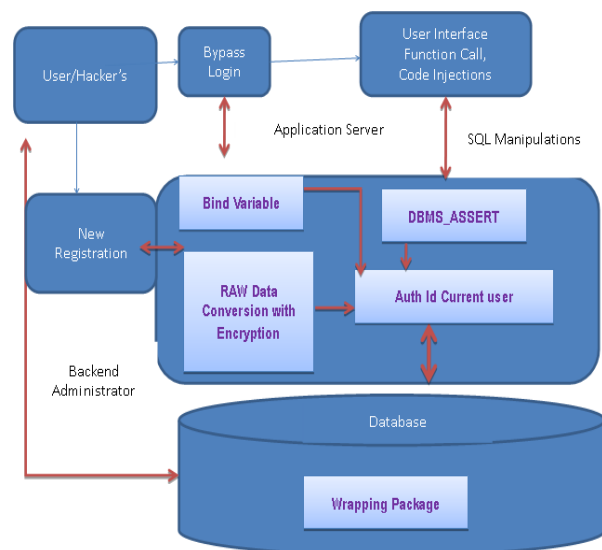 User/Hacker's
Bypass
Login
User Interface
Function Call,
Code Injections
Application Server
SQL Manipulations
New
Registration
Bind Variable
DBMS_ASSERT
RAW Data
Conversion with
Encryption
Auth Id Current user
Backend
Administrator
Database
Wrapping Package